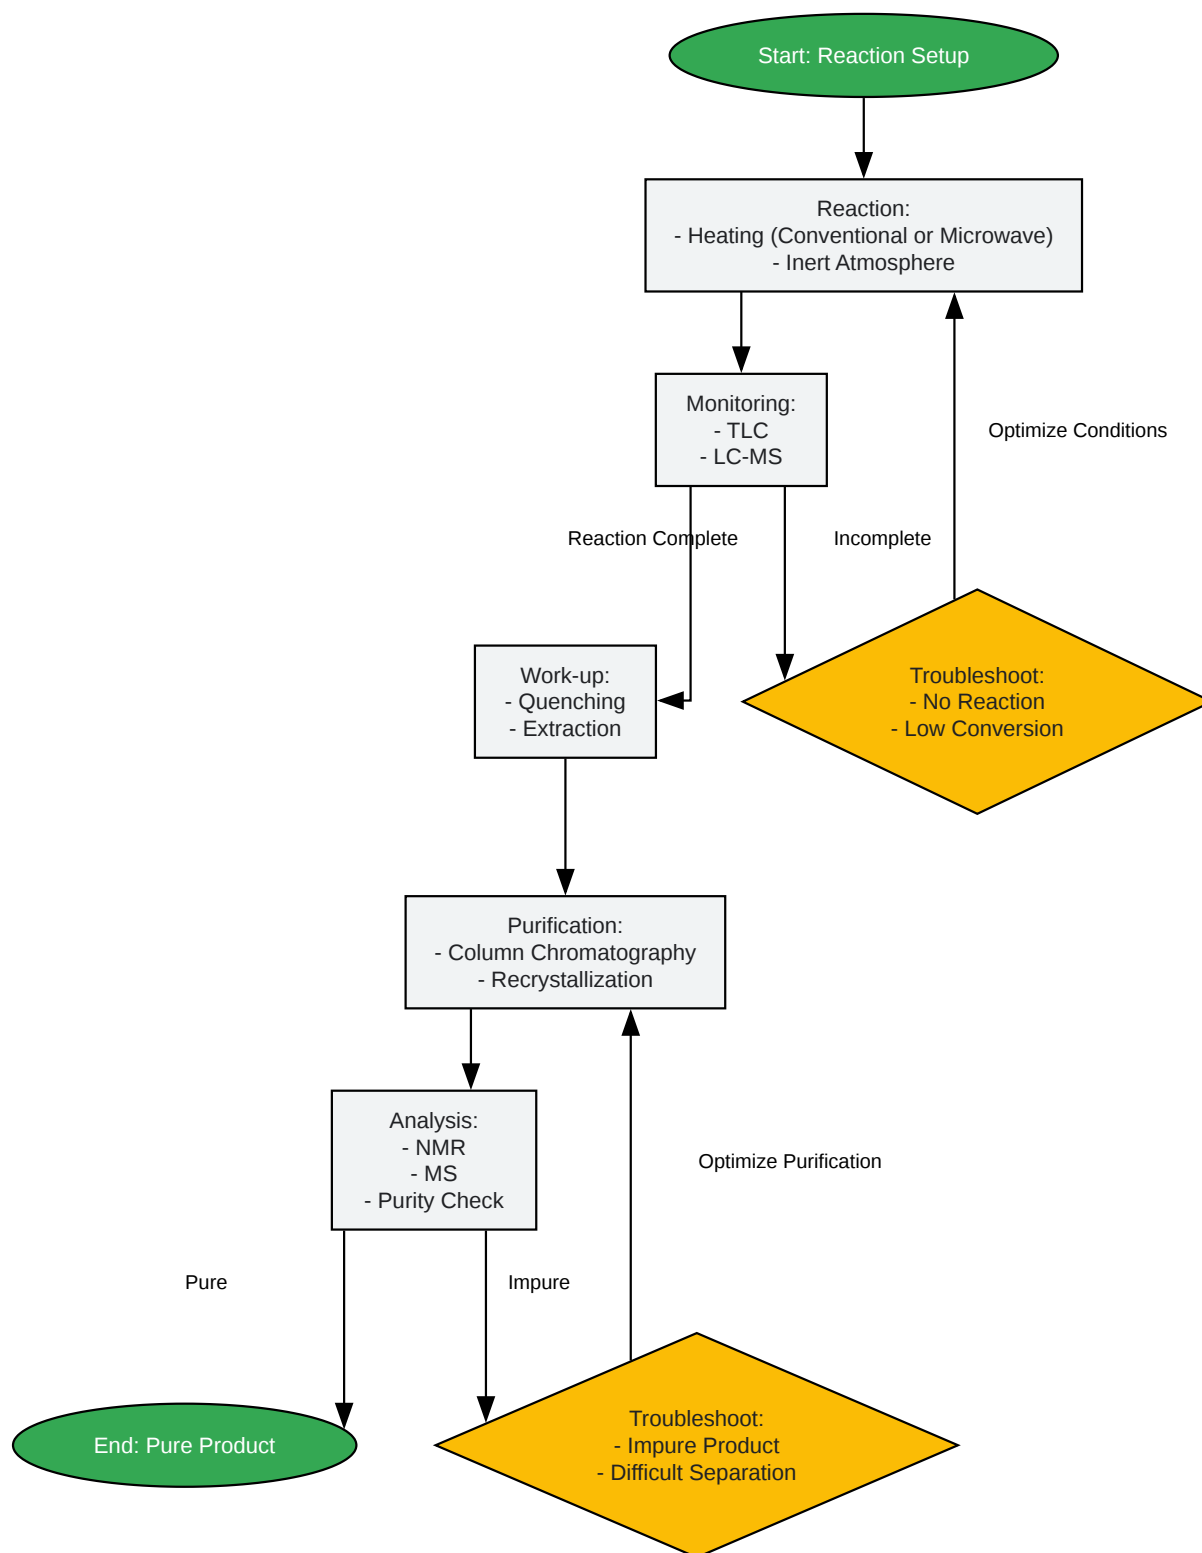 Start: Reaction Setup
Reaction:
- Heating (Conventional or Microwave)
- Inert Atmosphere
Monitoring:
- TLC
- LC-MS
Optimize Conditions
Reaction Complete
Incomplete
Work-up:
- Quenching
- Extraction
Troubleshoot:
- No Reaction
- Low Conversion
Purification:
- Column Chromatography
- Recrystallization
Analysis:
- NMR
- MS
- Purity Check
Optimize Purification
Pure
Impure
End: Pure Product
Troubleshoot:
- Impure Product
- Difficult Separation